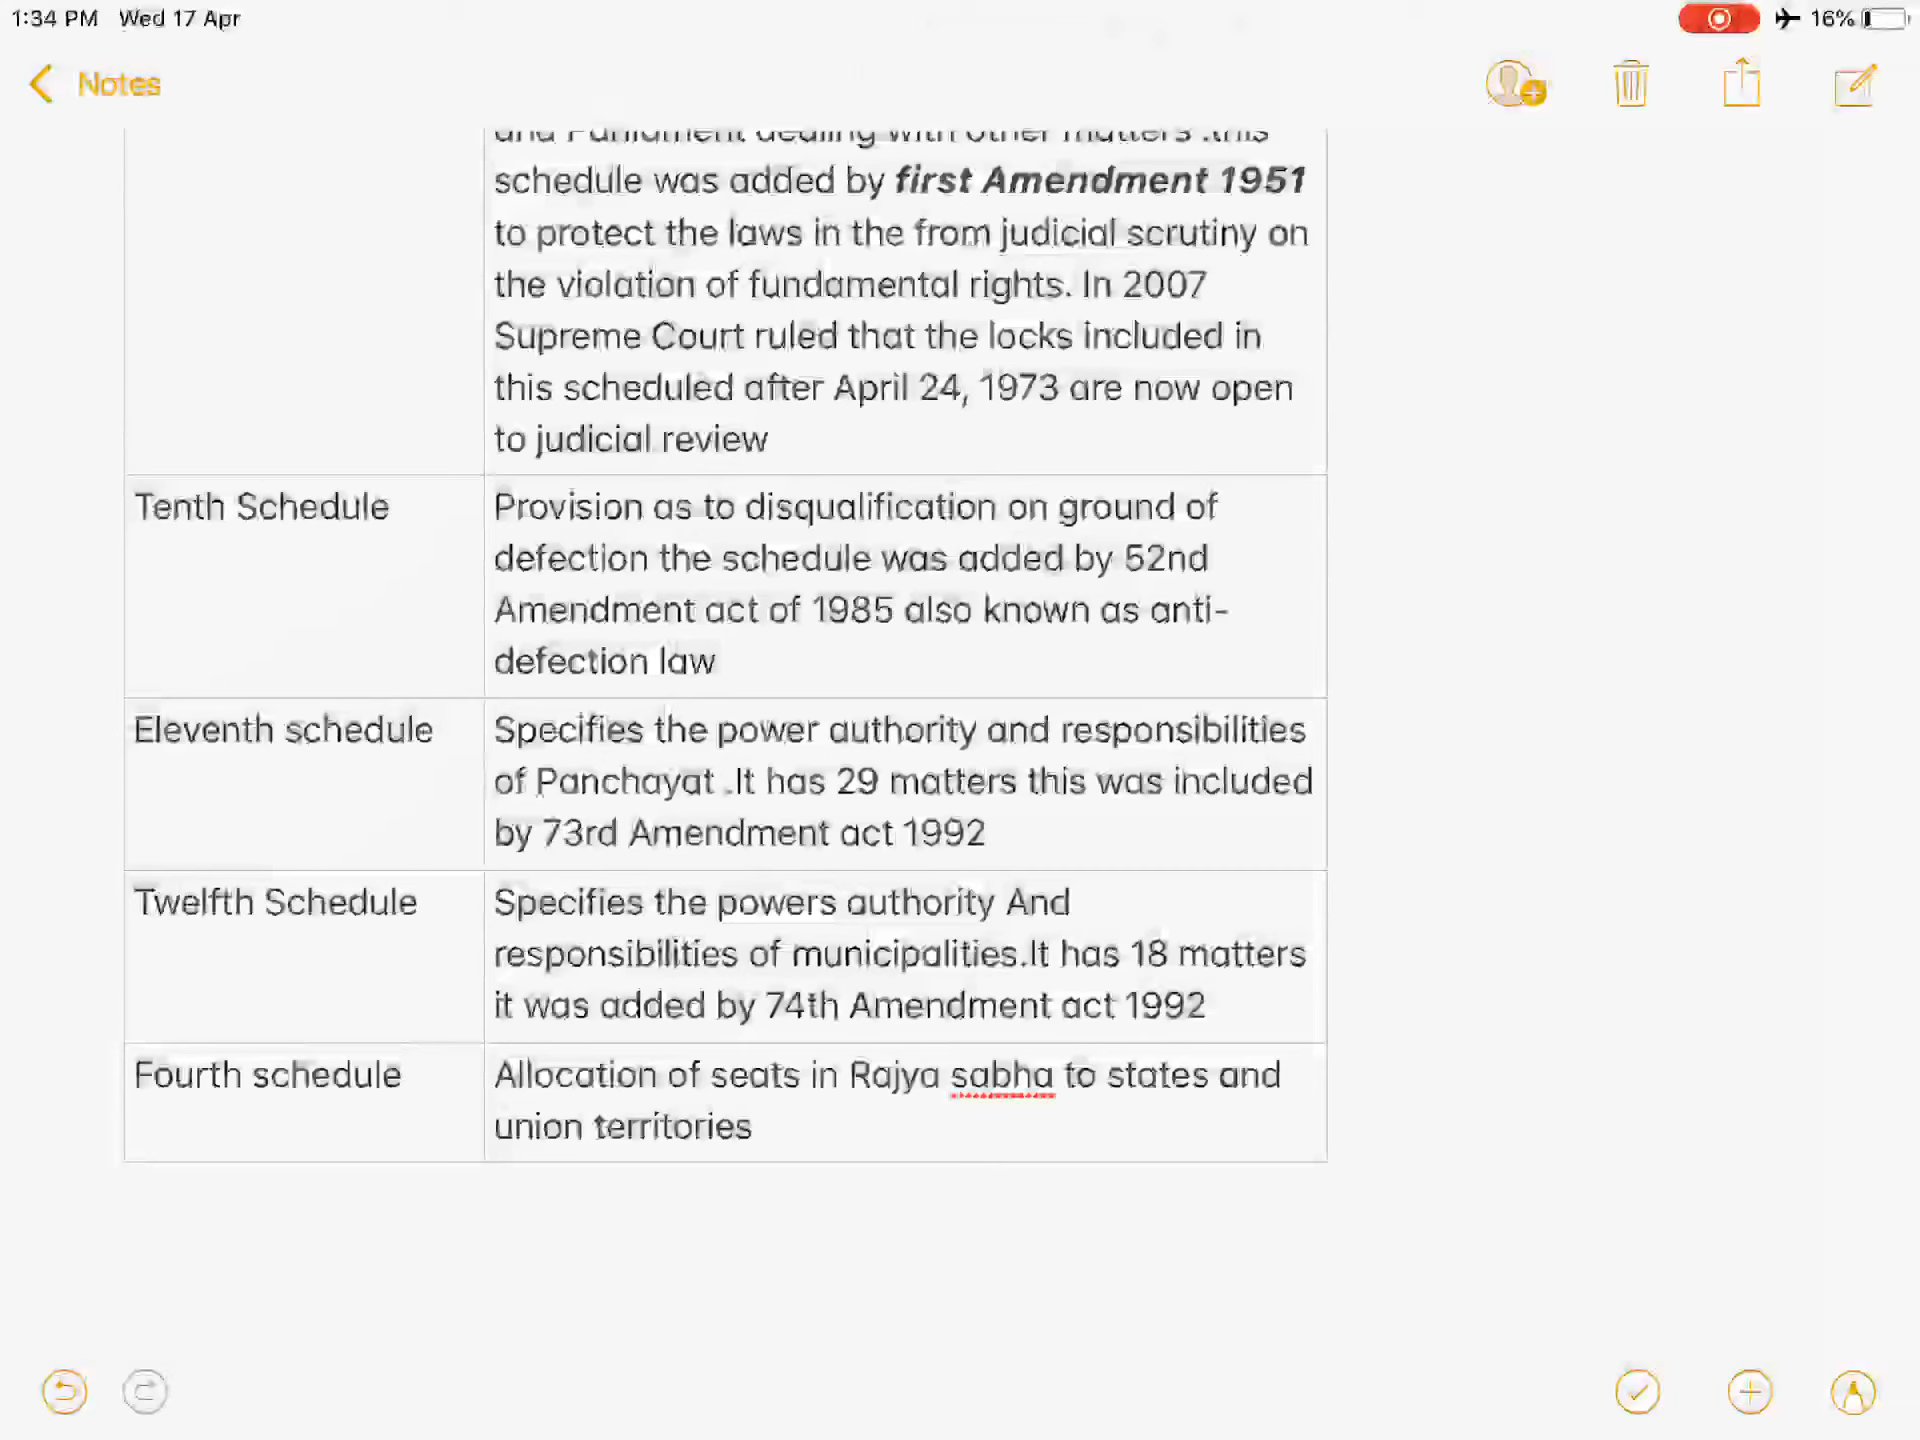 1:34 PM Wed 17 Apr
16%
Notes
and Parliament dealing with other matters .this
schedule was added by first Amendment 1951
to protect the laws in the from judicial scrutiny on
the violation of fundamental rights. In 2007
Supreme Court ruled that the locks included in
this scheduled after April 24, 1973 are now open
to judicial review
Tenth Schedule
Provision as to disqualification on ground of
defection the schedule was added by 52nd
Amendment act of 1985 also known as anti-
defection law
Eleventh schedule
Specifies the power authority and responsibilities
of Panchayat .It has 29 matters this was included
by 73rd Amendment act 1992
Twelfth Schedule
Specifies the powers authority And
responsibilities of municipalities.It has 18 matters
it was added by 74th Amendment act 1992
Fourth schedule
Allocation of seats in Rajya sabha to states and
union territories